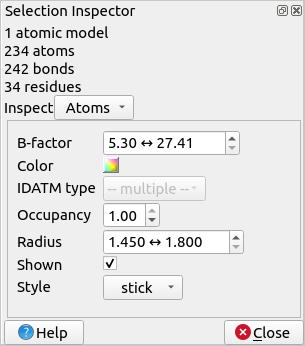 Selection Inspector
1 atomic model
234 atoms
242 bonds
34 residues
Inspect Atoms
B-factor 5.30 ↔ 27.41
Color
IDATM type -- multiple --
Occupancy 1.00
Radius 1.450 ↔ 1.800
Shown
Style stick
Help Close